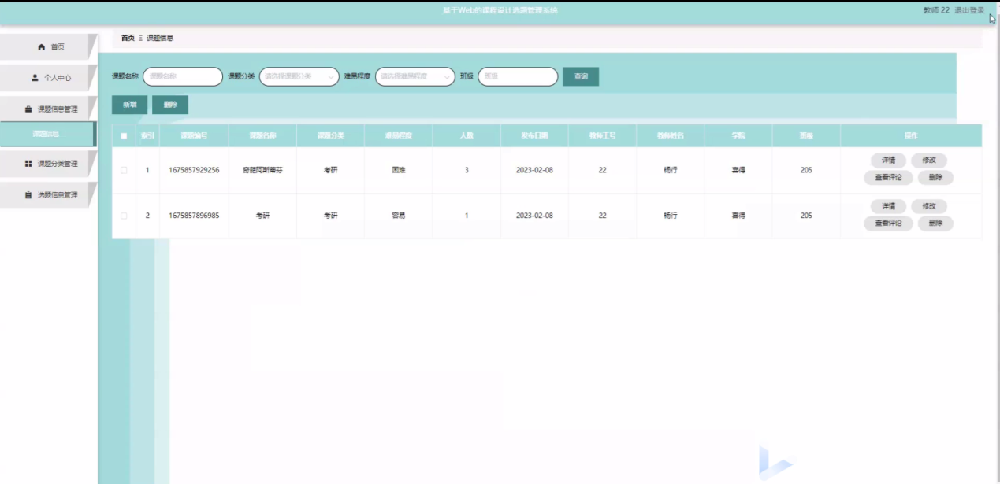 基于Web的课程设计选题管理系统
教师 22 退出登录
首页
个人中心
课题信息管理
课题信息
课题分类管理
选题信息管理
首页 Ξ 课题信息
课题名称 课题名称 课题分类 请选择课题分类 难易程度 请选择难易程度 班级 班级 查询
新增 删除
索引 课题编号 课题名称 课题分类 难易程度 人数 发布日期 教师工号 教师姓名 学院 班级 操作
1 1675857929256 奇葩阿斯蒂芬 考研 困难 3 2023-02-08 22 杨行 喜得 205 详情 修改
查看评论 删除
2 1675857896985 考研 考研 容易 1 2023-02-08 22 杨行 喜得 205 详情 修改
查看评论 删除